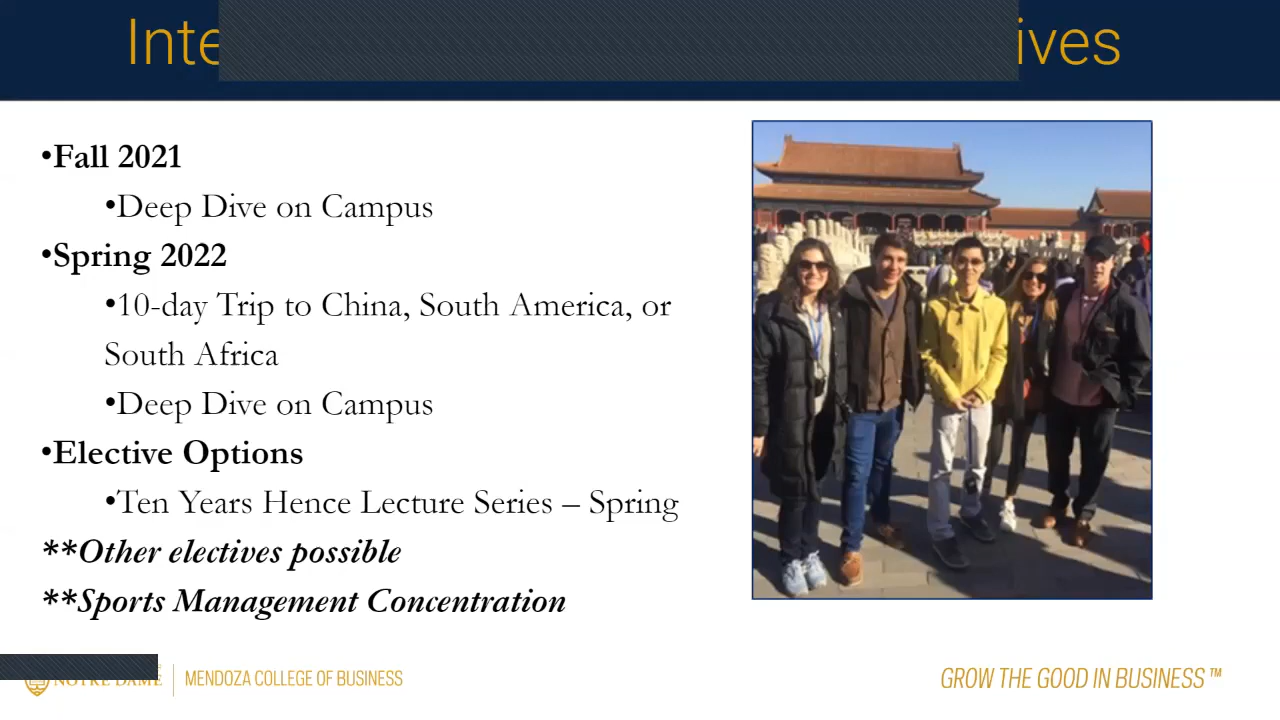 •Fall 2021
•Deep Dive on Campus
•Spring 2022
•10-day Trip to China, South America, or
South Africa
•Deep Dive on Campus
•Elective Options
•Ten Years Hence Lecture Series – Spring
**Other electives possible
**Sports Management Concentration
NOTRE DAME | MENDOZA COLLEGE OF BUSINESS
GROW THE GOOD IN BUSINESS™